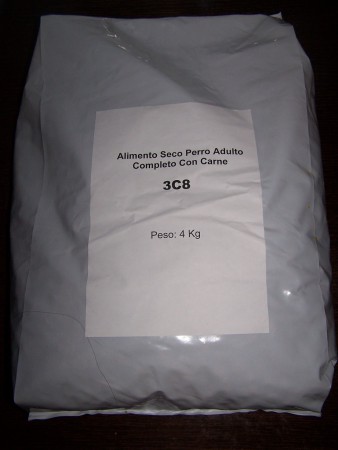 Alimento Seco Perro Adulto
Completo Con Carne
3C8
Peso: 4 Kg